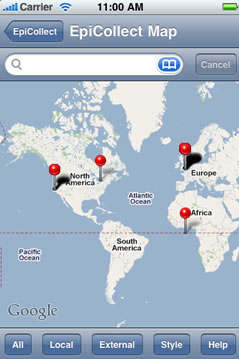 Carrier 11:00 AM
EpiCollect EpiCollect Map
Cancel
North
America
Europe
Atlantic
Ocean
Africa
Pacific
Ocean
South
America
Google
All Local External Style Help